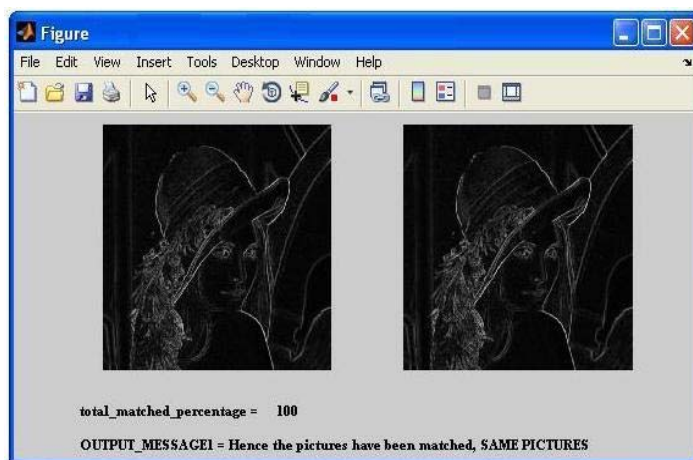 Figure
File Edit View Insert Tools Desktop Window Help
total_matched_percentage = 100
OUTPUT_MESSAGE1 = Hence the pictures have been matched, SAME PICTURES